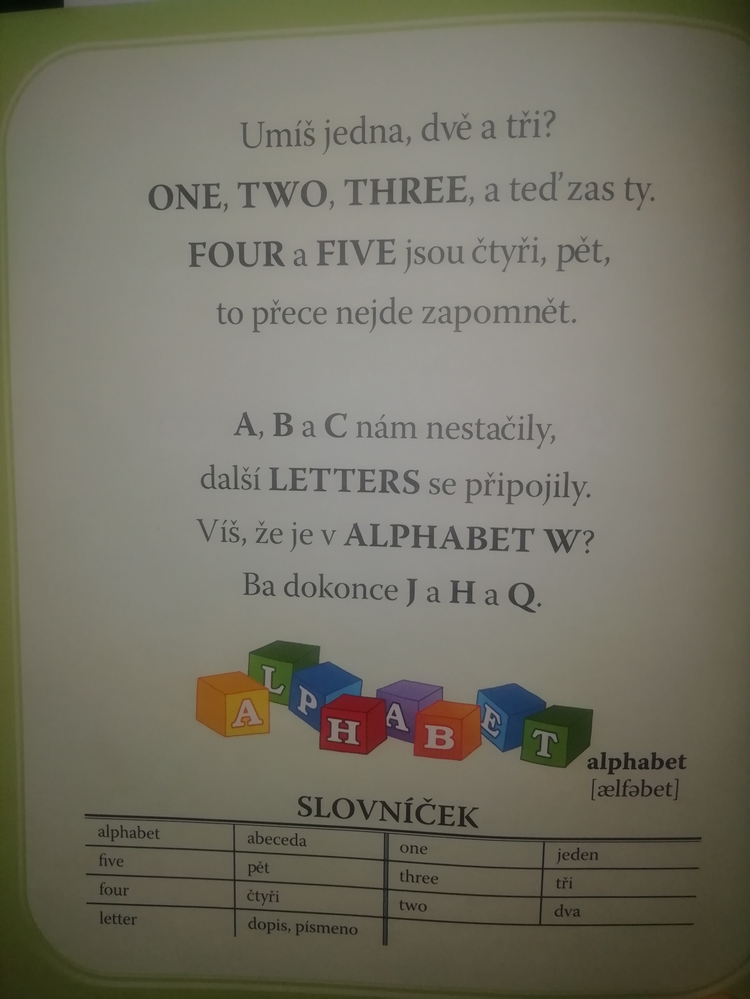 Umíš jedna, dvě a tři?
ONE, TWO, THREE, a teď zas ty.
FOUR a FIVE jsou čtyři, pět,
to přece nejde zapomnět.
A, B a C nám nestačily,
další LETTERS se připojily.
Víš, že je v ALPHABET W?
Ba dokonce J a H a Q.
ALPHABET
alphabet
[ælfəbet]
SLOVNÍČEK
alphabet abeceda one jeden
five pět three tři
four čtyři two dva
letter dopis, písmeno